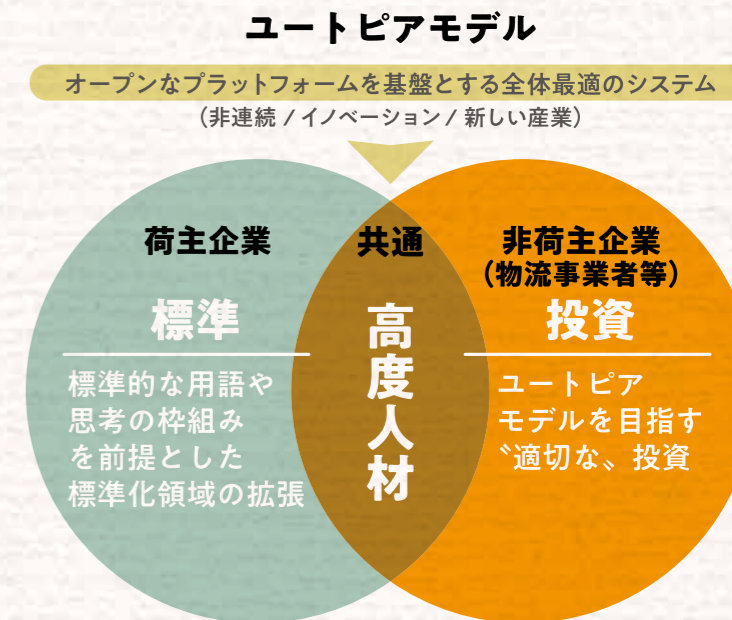 ユートピアモデル
オープンなプラットフォームを基盤とする全体最適のシステム
（非連続 / イノベーション / 新しい産業）
荷主企業
標準
標準的な用語や
思考の枠組み
を前提とした
標準化領域の拡張
共通
高度人材
非荷主企業
（物流事業者等）
投資
ユートピア
モデルを目指す
〝適切な〟投資